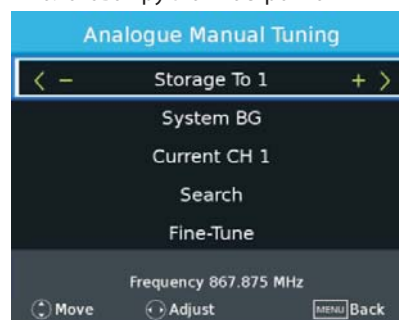 Analogue Manual Tuning
< − Storage To 1 + >
System BG
Current CH 1
Search
Fine-Tune
Frequency 867.875 MHz
Move Adjust MENU Back